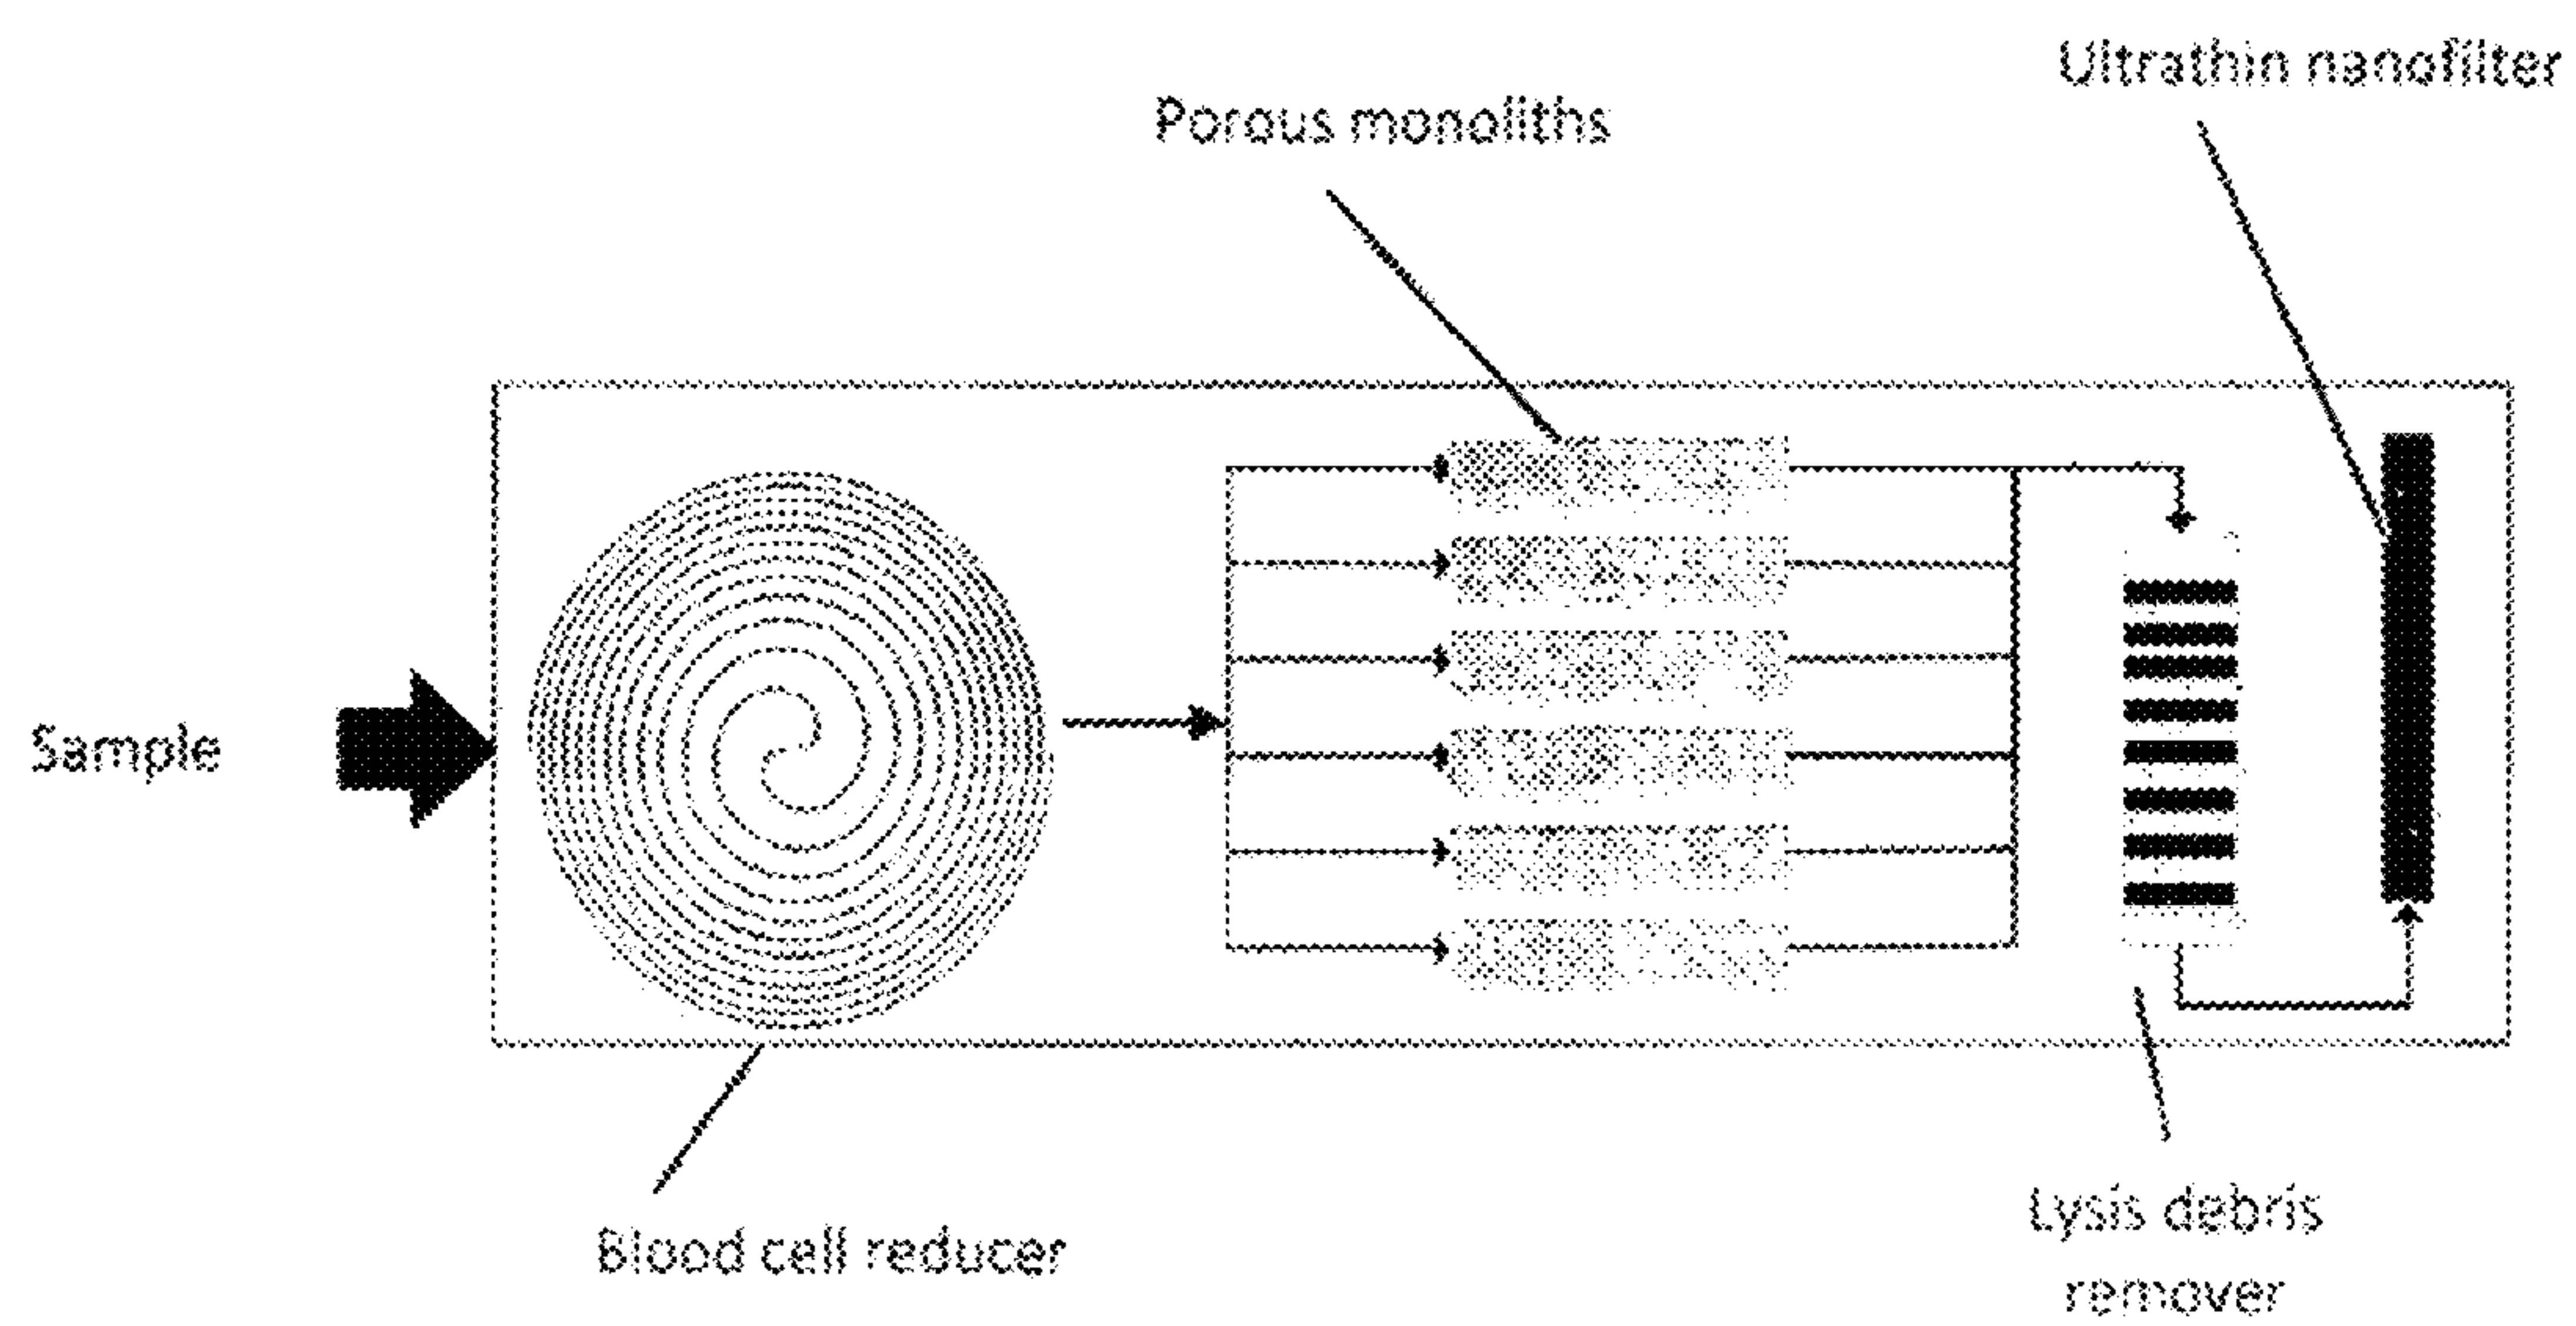 Ultrathin nanofilter
Porous monoliths
Sample
Blood cell reducer
Lysis debris
remover